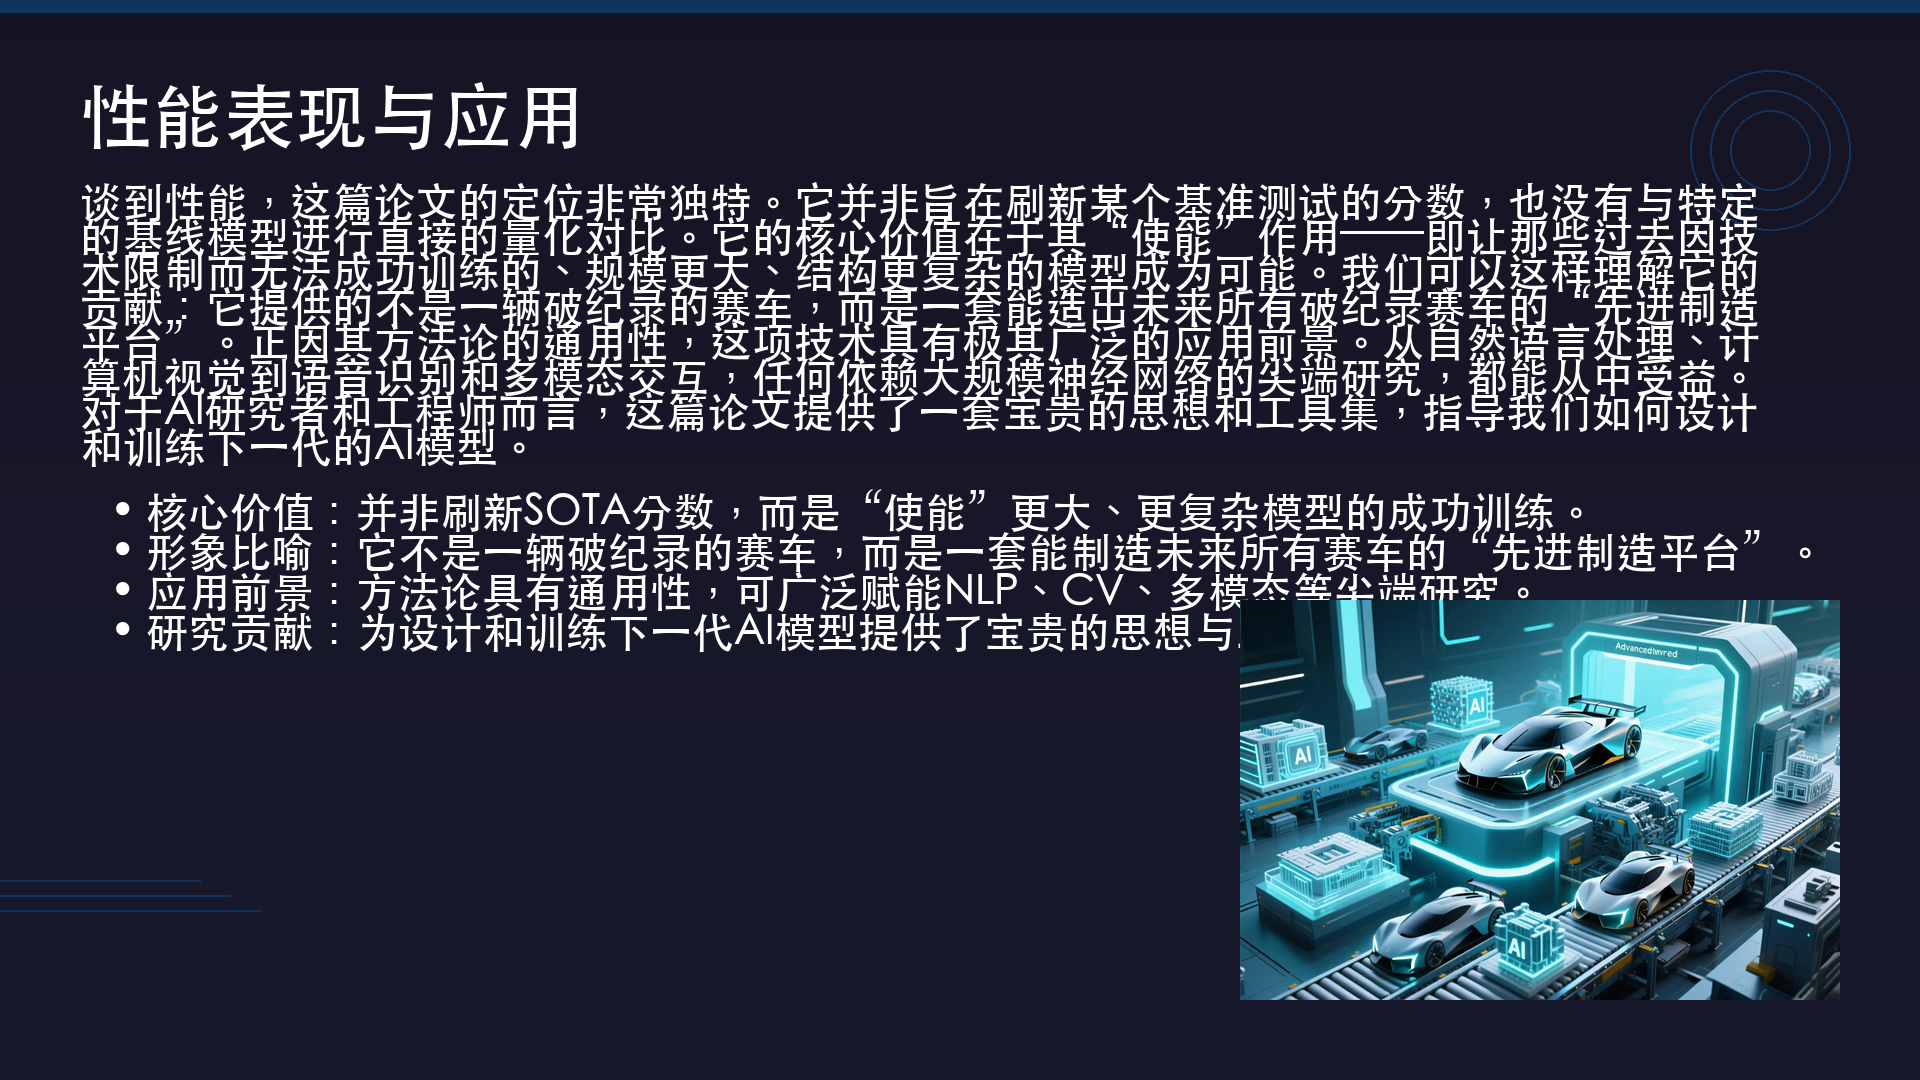 性能表现与应用
谈到性能，这篇论文的定位非常独特。它并非旨在刷新某个基准测试的分数，也没有与特定
的基线模型进行直接的量化对比。它的核心价值在于其“使能”作用——即让那些过去因技
术限制而无法成功训练的、规模更大、结构更复杂的模型成为可能。我们可以这样理解它的
贡献：它提供的不是一辆破纪录的赛车，而是一套能造出未来所有破纪录赛车的“先进制造
平台”。正因其方法论的通用性，这项技术具有极其广泛的应用前景。从自然语言处理、计
算机视觉到语音识别和多模态交互，任何依赖大规模神经网络的尖端研究，都能从中受益。
对于AI研究者和工程师而言，这篇论文提供了一套宝贵的思想和工具集，指导我们如何设计
和训练下一代的AI模型。
• 核心价值：并非刷新SOTA分数，而是“使能”更大、更复杂模型的成功训练。
• 形象比喻：它不是一辆破纪录的赛车，而是一套能制造未来所有赛车的“先进制造平台”。
• 应用前景：方法论具有通用性，可广泛赋能NLP、CV、多模态等尖端研究。
• 研究贡献：为设计和训练下一代AI模型提供了宝贵的思想与
AI
AI
AI